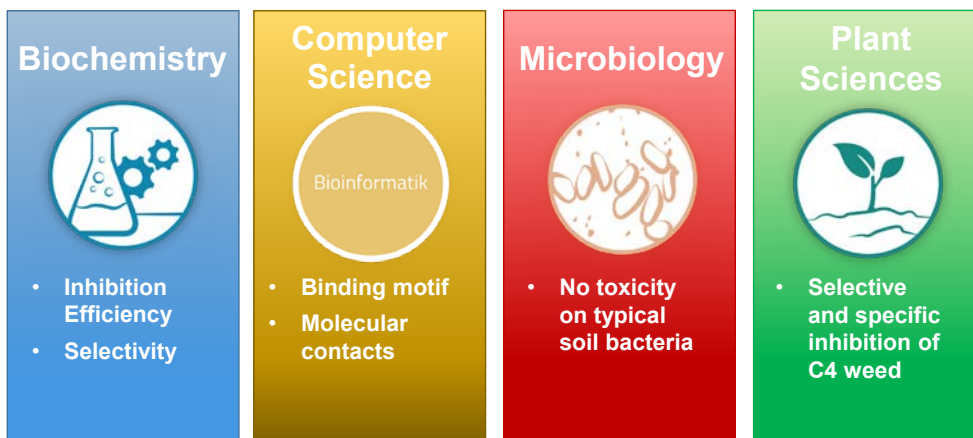 Biochemistry
• Inhibition
Efficiency
• Selectivity
Computer
Science
Bioinformatik
• Binding motif
• Molecular
contacts
Microbiology
• No toxicity
on typical
soil bacteria
Plant
Sciences
• Selective
and specific
inhibition of
C4 weed